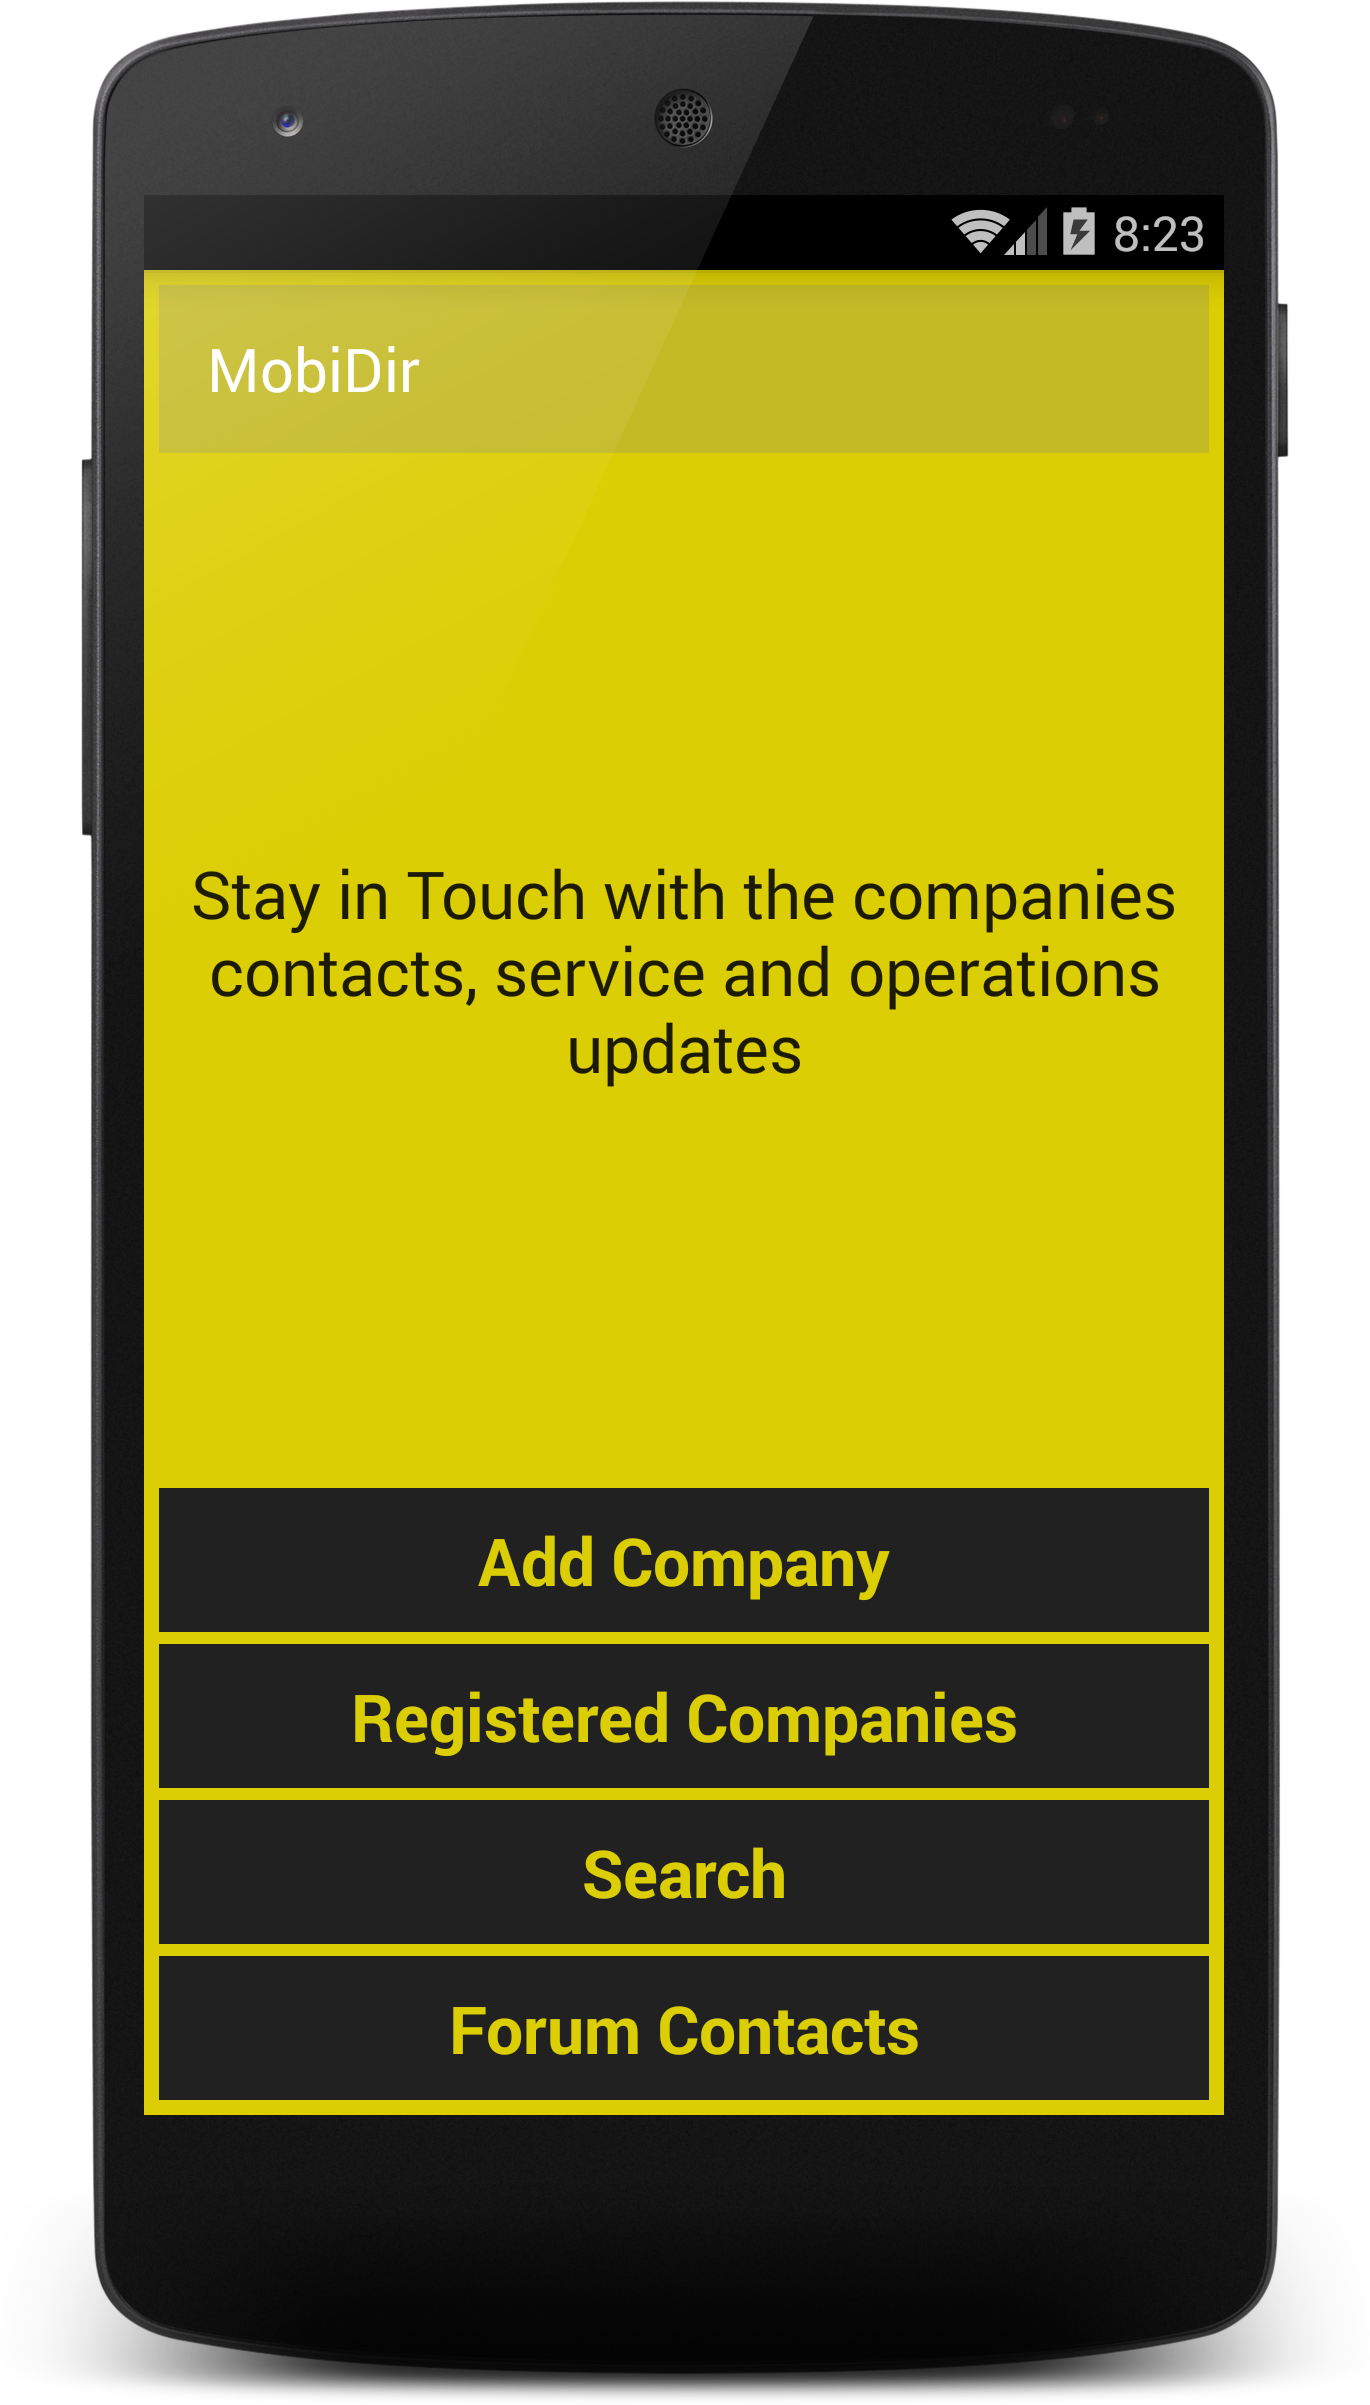 8:23
MobiDir
Stay in Touch with the companies
contacts, service and operations
updates
Add Company
Registered Companies
Search
Forum Contacts